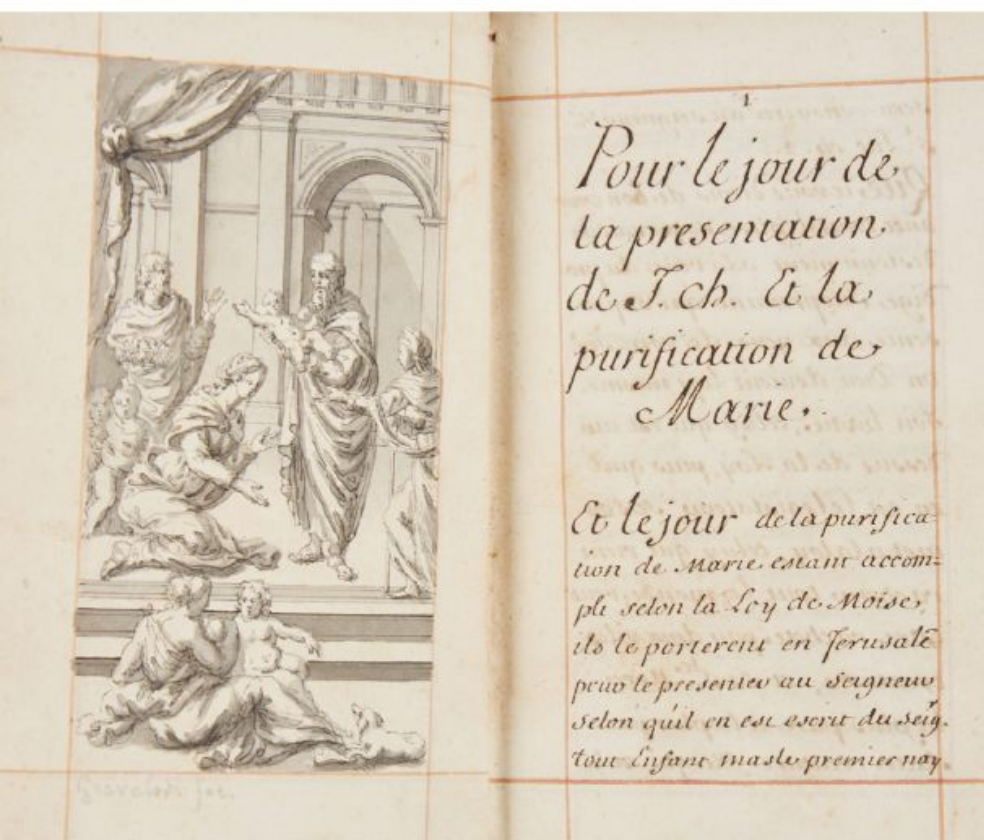 1
Pour le jour de
la presentation
de J. ch. Et la
purification de
Marie.
Et le jour de la purifica=
tion de Marie estant accom=
pli selon la Loy de Moise,
ils le porterent en Jerusalē
pour le presenter au Seigneur
selon qu'il en est escrit du Seig.
tout Enfant masle premier nay